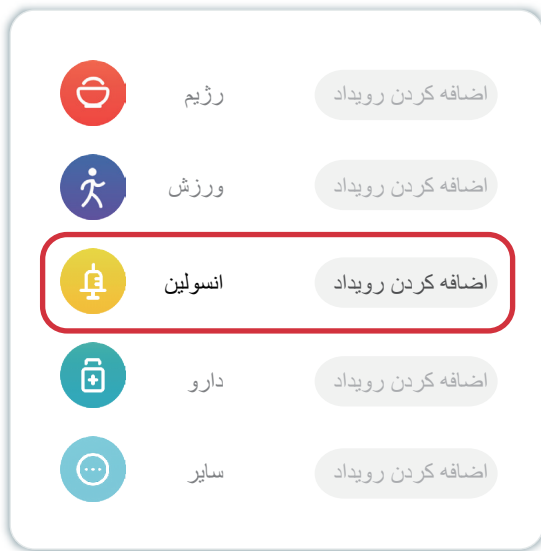 رژیم
اضافه کردن رویداد
ورزش
اضافه کردن رویداد
انسولین
اضافه کردن رویداد
دارو
اضافه کردن رویداد
سایر
اضافه کردن رویداد